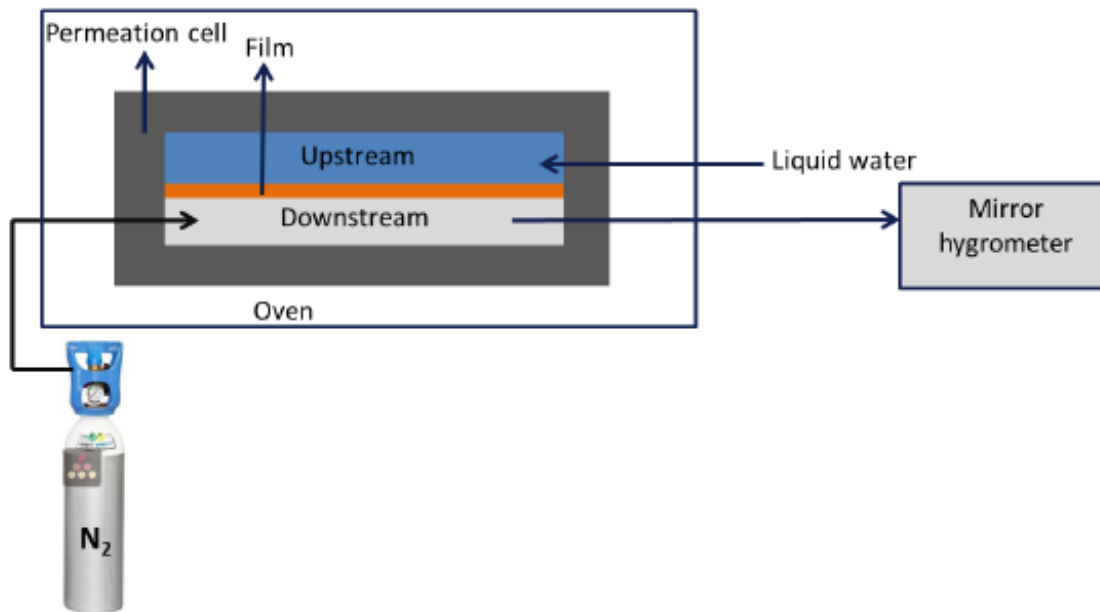 Permeation cell
Film
Upstream
Liquid water
Downstream
Mirror
hygrometer
Oven
N₂